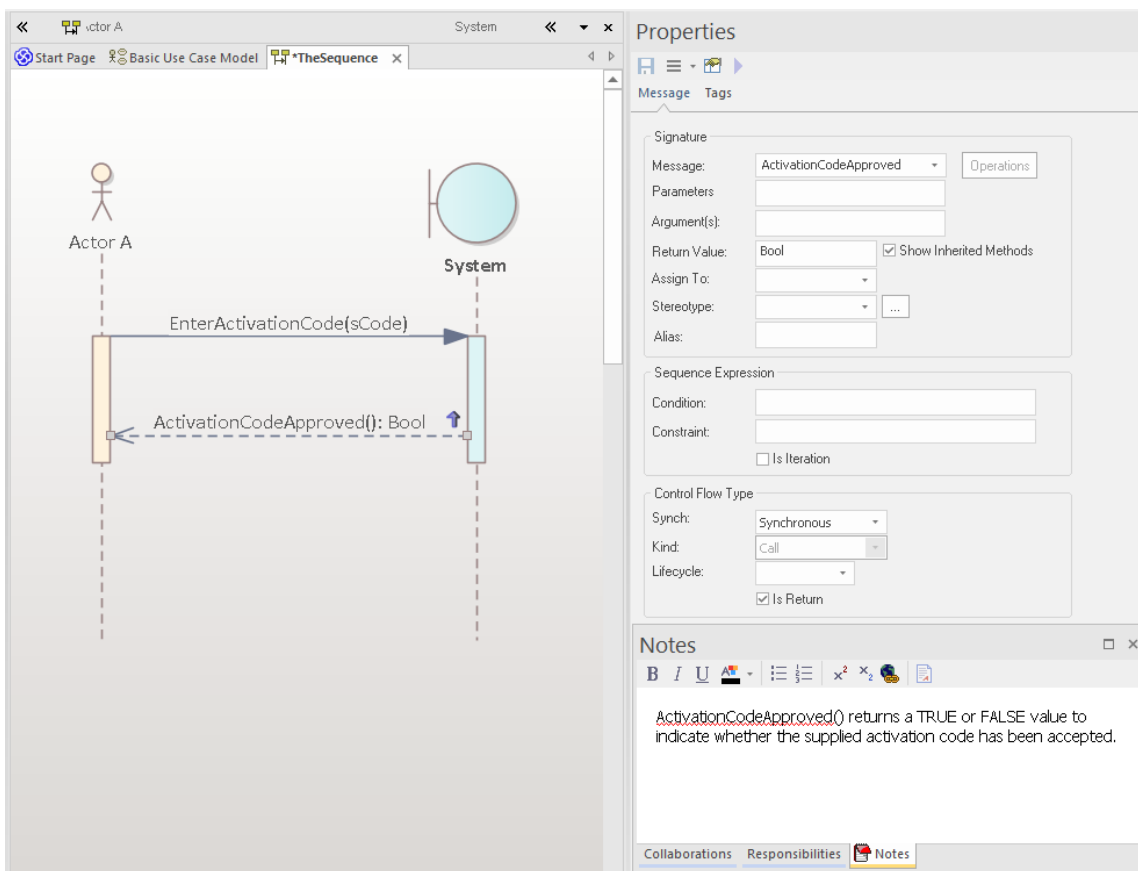 ctor A
System
Start Page
Basic Use Case Model
*TheSequence
Actor A
System
EnterActivationCode(sCode)
ActivationCodeApproved(): Bool
Properties
Message Tags
Signature
Message: ActivationCodeApproved Operations
Parameters
Argument(s):
Return Value: Bool Show Inherited Methods
Assign To:
Stereotype: ...
Alias:
Sequence Expression
Condition:
Constraint:
Is Iteration
Control Flow Type
Synch: Synchronous
Kind: Call
Lifecycle:
Is Return
Notes
B I U A x² x₂
ActivationCodeApproved() returns a TRUE or FALSE value to
indicate whether the supplied activation code has been accepted.
Collaborations Responsibilities Notes